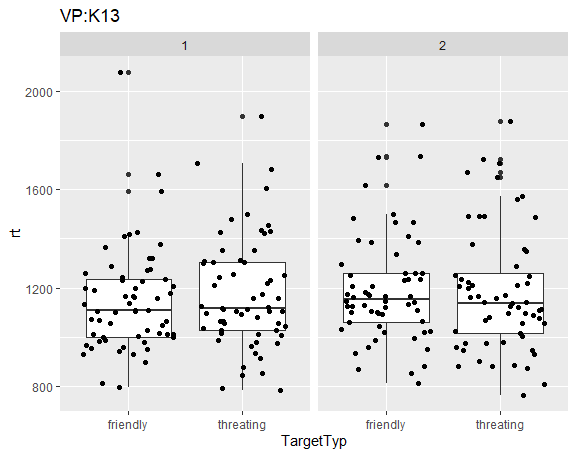 VP:K13
1
2
2000
1600
1200
800
rt
friendly
threating
friendly
threating
TargetTyp